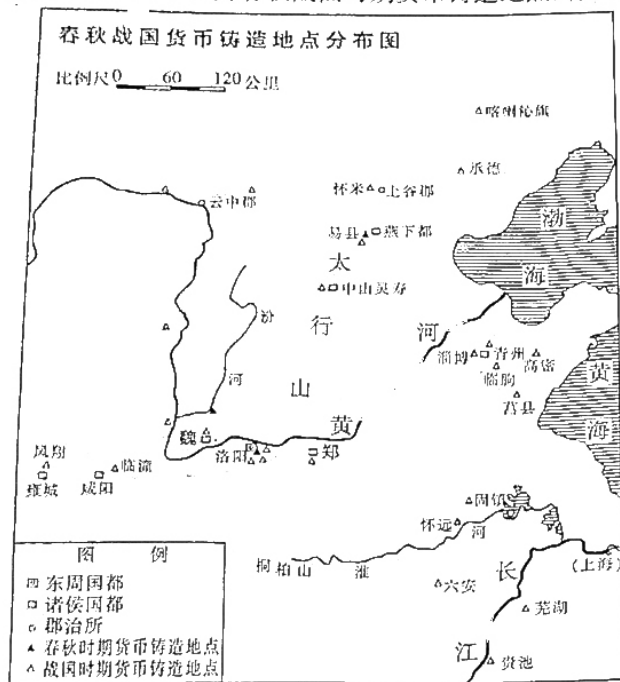 春秋战国货币铸造地点分布图
比例尺 0 60 120 公里
喀喇沁旗
承德
怀来 上谷郡
云中郡
渤海
易县 燕下都
太行山
中山灵寿
汾河
黄河
淄博 青州 高密
临朐
莒县
黄海
魏
洛阳 郑
凤翔
雍城 咸阳 临潼
固镇
怀远
桐柏山 淮河
六安
长江
(上海)
芜湖
贵池
图 例
东周国都
诸侯国都
郡治所
春秋时期货币铸造地点
战国时期货币铸造地点